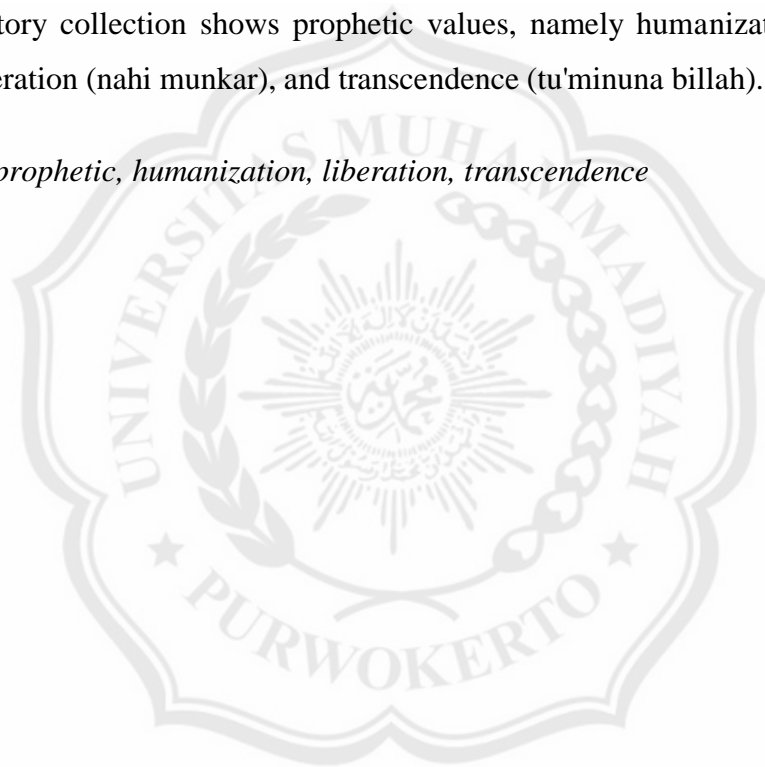 tory collection shows prophetic values, namely humanizat
eration (nahi munkar), and transcendence (tu'minuna billah).
prophetic, humanization, liberation, transcendence
UNIVERSITAS MUHAMMADIYAH
PURWOKERTO